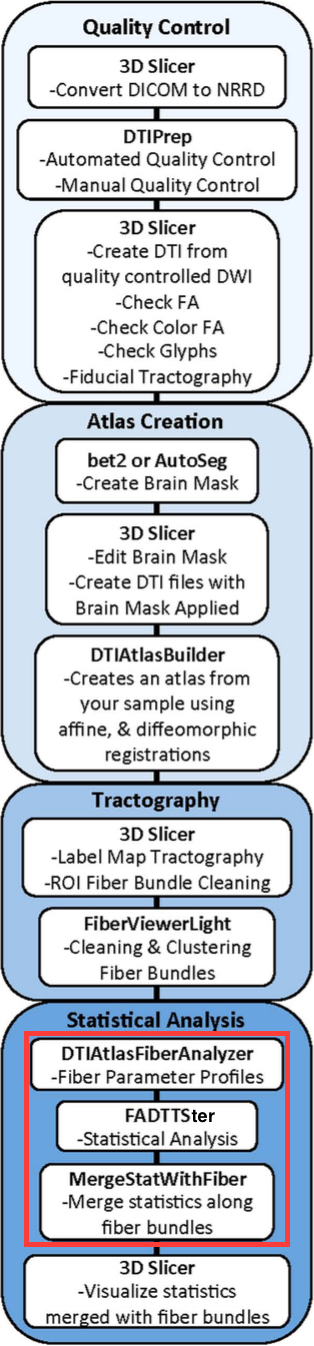 Quality Control
3D Slicer
-Convert DICOM to NRRD
DTIPrep
-Automated Quality Control
-Manual Quality Control
3D Slicer
-Create DTI from
quality controlled DWI
-Check FA
-Check Color FA
-Check Glyphs
-Fiducial Tractography
Atlas Creation
bet2 or AutoSeg
-Create Brain Mask
3D Slicer
-Edit Brain Mask
-Create DTI files with
Brain Mask Applied
DTIAtlasBuilder
-Creates an atlas from
your sample using
affine, & diffeomorphic
registrations
Tractography
3D Slicer
-Label Map Tractography
-ROI Fiber Bundle Cleaning
FiberViewerLight
-Cleaning & Clustering
Fiber Bundles
Statistical Analysis
DTIAtlasFiberAnalyzer
-Fiber Parameter Profiles
FADTTSter
-Statistical Analysis
MergeStatWithFiber
-Merge statistics along
fiber bundles
3D Slicer
-Visualize statistics
merged with fiber bundles